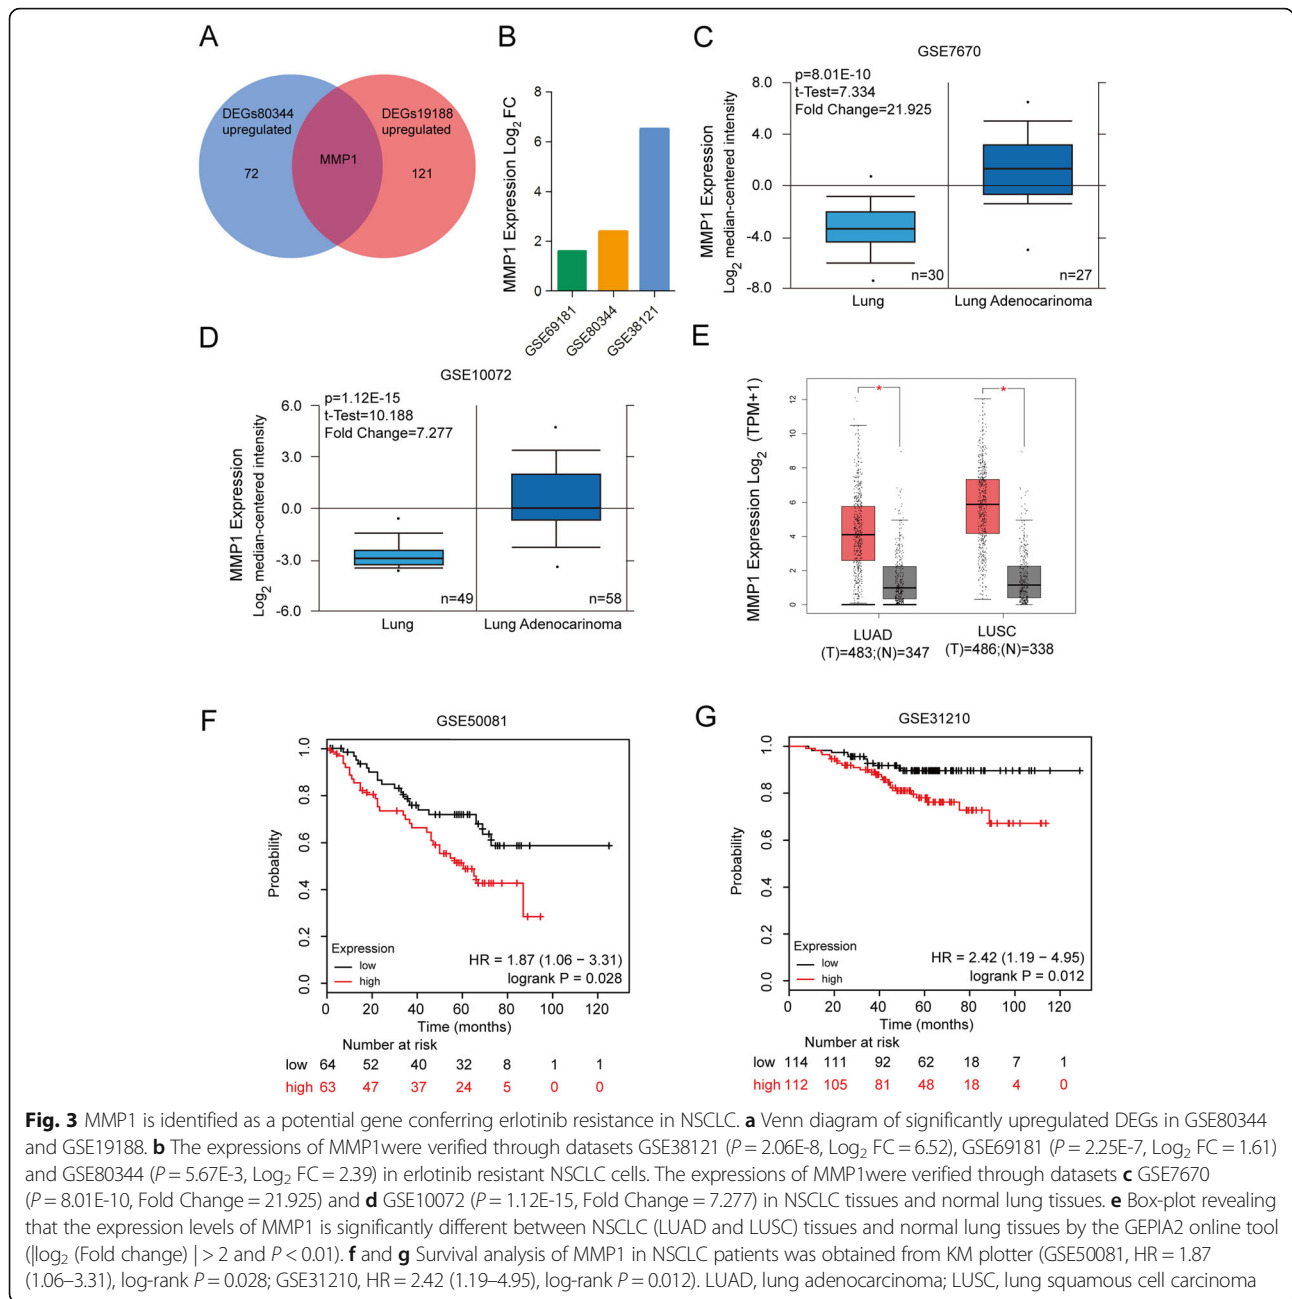 A
DEGs80344
upregulated
DEGs19188
upregulated
72
MMP1
121
B
MMP1 Expression Log2 FC
8
6
4
2
0
GSE69181
GSE80344
GSE38121
C
GSE7670
p=8.01E-10
t-Test=7.334
Fold Change=21.925
MMP1 Expression
Log2 median-centered intensity
8.0
4.0
0.0
-4.0
-8.0
n=30
n=27
Lung
Lung Adenocarinoma
D
GSE10072
p=1.12E-15
t-Test=10.188
Fold Change=7.277
MMP1 Expression
Log2 median-centered intensity
6.0
3.0
0.0
-3.0
-6.0
n=49
n=58
Lung
Lung Adenocarinoma
E
MMP1 Expression Log2 (TPM+1)
12
10
8
6
4
2
0
*
*
LUAD
(T)=483;(N)=347
LUSC
(T)=486;(N)=338
F
GSE50081
Probability
1.0
0.8
0.6
0.4
0.2
0.0
Expression
low
high
HR = 1.87 (1.06 − 3.31)
logrank P = 0.028
0 20 40 60 80 100 120
Time (months)
Number at risk
low 64 52 40 32 8 1 1
high 63 47 37 24 5 0 0
G
GSE31210
Probability
1.0
0.8
0.6
0.4
0.2
0.0
Expression
low
high
HR = 2.42 (1.19 − 4.95)
logrank P = 0.012
0 20 40 60 80 100 120
Time (months)
Number at risk
low 114 111 92 62 18 7 1
high 112 105 81 48 18 4 0
Fig. 3 MMP1 is identified as a potential gene conferring erlotinib resistance in NSCLC. a Venn diagram of significantly upregulated DEGs in GSE80344
and GSE19188. b The expressions of MMP1were verified through datasets GSE38121 (P = 2.06E-8, Log2 FC = 6.52), GSE69181 (P = 2.25E-7, Log2 FC = 1.61)
and GSE80344 (P = 5.67E-3, Log2 FC = 2.39) in erlotinib resistant NSCLC cells. The expressions of MMP1were verified through datasets c GSE7670
(P = 8.01E-10, Fold Change = 21.925) and d GSE10072 (P = 1.12E-15, Fold Change = 7.277) in NSCLC tissues and normal lung tissues. e Box-plot revealing
that the expression levels of MMP1 is significantly different between NSCLC (LUAD and LUSC) tissues and normal lung tissues by the GEPIA2 online tool
(|log2 (Fold change) | > 2 and P < 0.01). f and g Survival analysis of MMP1 in NSCLC patients was obtained from KM plotter (GSE50081, HR = 1.87
(1.06–3.31), log-rank P = 0.028; GSE31210, HR = 2.42 (1.19–4.95), log-rank P = 0.012). LUAD, lung adenocarcinoma; LUSC, lung squamous cell carcinoma